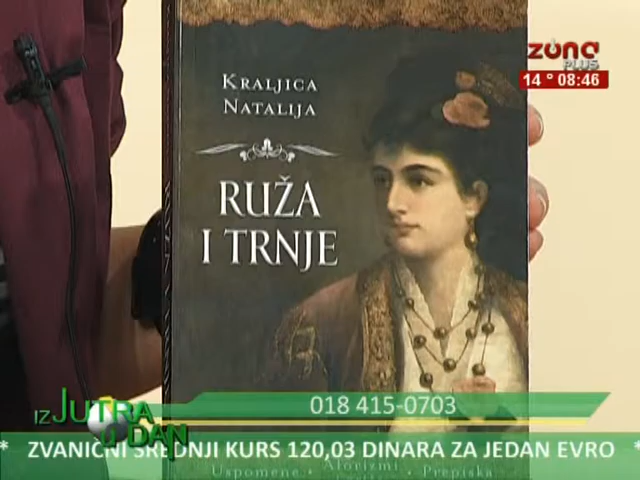 zona
PLUS
14 ° 08:46
KRALJICA
NATALIJA
RUŽA
I TRNJE
018 415-0703
IZ JUTRA
U DAN
* ZVANIČNI SREDNJI KURS 120,03 DINARA ZA JEDAN EVRO *
Uspomene · Aforizmi · Prepiska